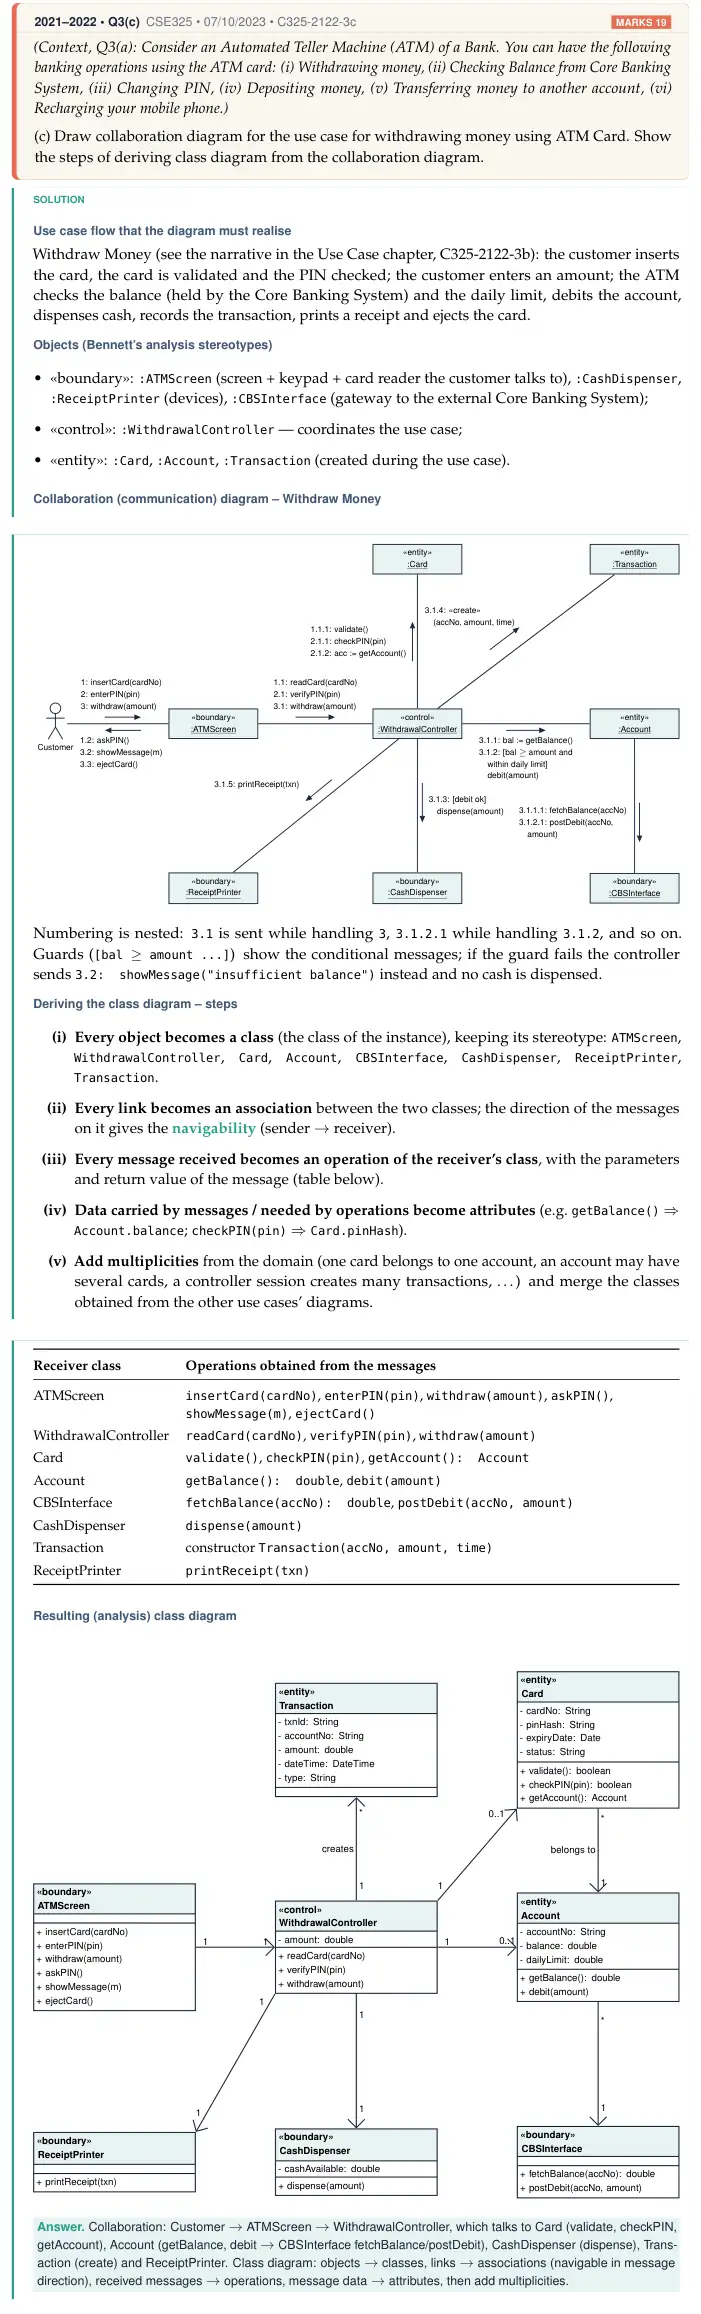 2021–2022 • Q3(c) CSE325 • 07/10/2023 • C325-2122-3c MARKS 19
(Context, Q3(a): Consider an Automated Teller Machine (ATM) of a Bank. You can have the following
banking operations using the ATM card: (i) Withdrawing money, (ii) Checking Balance from Core Banking
System, (iii) Changing PIN, (iv) Depositing money, (v) Transferring money to another account, (vi)
Recharging your mobile phone.)
(c) Draw collaboration diagram for the use case for withdrawing money using ATM Card. Show
the steps of deriving class diagram from the collaboration diagram.
SOLUTION
Use case flow that the diagram must realise
Withdraw Money (see the narrative in the Use Case chapter, C325-2122-3b): the customer inserts
the card, the card is validated and the PIN checked; the customer enters an amount; the ATM
checks the balance (held by the Core Banking System) and the daily limit, debits the account,
dispenses cash, records the transaction, prints a receipt and ejects the card.
Objects (Bennett's analysis stereotypes)
• «boundary»: :ATMScreen (screen + keypad + card reader the customer talks to), :CashDispenser,
:ReceiptPrinter (devices), :CBSInterface (gateway to the external Core Banking System);
• «control»: :WithdrawalController — coordinates the use case;
• «entity»: :Card, :Account, :Transaction (created during the use case).
Collaboration (communication) diagram – Withdraw Money
«entity»
:Card
«entity»
:Transaction
3.1.4: «create»
(accNo, amount, time)
1.1.1: validate()
2.1.1: checkPIN(pin)
2.1.2: acc := getAccount()
1: insertCard(cardNo)
2: enterPIN(pin)
3: withdraw(amount)
1.1: readCard(cardNo)
2.1: verifyPIN(pin)
3.1: withdraw(amount)
Customer
«boundary»
:ATMScreen
«control»
:WithdrawalController
«entity»
:Account
1.2: askPIN()
3.2: showMessage(m)
3.3: ejectCard()
3.1.1: bal := getBalance()
3.1.2: [bal ≥ amount and
within daily limit]
debit(amount)
3.1.5: printReceipt(txn)
3.1.3: [debit ok]
dispense(amount)
3.1.1.1: fetchBalance(accNo)
3.1.2.1: postDebit(accNo,
amount)
«boundary»
:ReceiptPrinter
«boundary»
:CashDispenser
«boundary»
:CBSInterface
Numbering is nested: 3.1 is sent while handling 3, 3.1.2.1 while handling 3.1.2, and so on.
Guards ([bal ≥ amount ...]) show the conditional messages; if the guard fails the controller
sends 3.2: showMessage("insufficient balance") instead and no cash is dispensed.
Deriving the class diagram – steps
(i) Every object becomes a class (the class of the instance), keeping its stereotype: ATMScreen,
WithdrawalController, Card, Account, CBSInterface, CashDispenser, ReceiptPrinter,
Transaction.
(ii) Every link becomes an association between the two classes; the direction of the messages
on it gives the navigability (sender → receiver).
(iii) Every message received becomes an operation of the receiver's class, with the parameters
and return value of the message (table below).
(iv) Data carried by messages / needed by operations become attributes (e.g. getBalance() ⇒
Account.balance; checkPIN(pin) ⇒ Card.pinHash).
(v) Add multiplicities from the domain (one card belongs to one account, an account may have
several cards, a controller session creates many transactions, ...) and merge the classes
obtained from the other use cases' diagrams.
Receiver class Operations obtained from the messages
ATMScreen insertCard(cardNo), enterPIN(pin), withdraw(amount), askPIN(),
showMessage(m), ejectCard()
WithdrawalController readCard(cardNo), verifyPIN(pin), withdraw(amount)
Card validate(), checkPIN(pin), getAccount(): Account
Account getBalance(): double, debit(amount)
CBSInterface fetchBalance(accNo): double, postDebit(accNo, amount)
CashDispenser dispense(amount)
Transaction constructor Transaction(accNo, amount, time)
ReceiptPrinter printReceipt(txn)
Resulting (analysis) class diagram
«entity»
Transaction
- txnId: String
- accountNo: String
- amount: double
- dateTime: DateTime
- type: String
«entity»
Card
- cardNo: String
- pinHash: String
- expiryDate: Date
- status: String
+ validate(): boolean
+ checkPIN(pin): boolean
+ getAccount(): Account
*
0..1
*
creates
belongs to
1
1
1
«boundary»
ATMScreen
+ insertCard(cardNo)
+ enterPIN(pin)
+ withdraw(amount)
+ askPIN()
+ showMessage(m)
+ ejectCard()
1
1
«control»
WithdrawalController
- amount: double
+ readCard(cardNo)
+ verifyPIN(pin)
+ withdraw(amount)
1
0..1
«entity»
Account
- accountNo: String
- balance: double
- dailyLimit: double
+ getBalance(): double
+ debit(amount)
1
1
*
1
1
1
«boundary»
ReceiptPrinter
+ printReceipt(txn)
«boundary»
CashDispenser
- cashAvailable: double
+ dispense(amount)
«boundary»
CBSInterface
+ fetchBalance(accNo): double
+ postDebit(accNo, amount)
Answer. Collaboration: Customer → ATMScreen → WithdrawalController, which talks to Card (validate, checkPIN,
getAccount), Account (getBalance, debit → CBSInterface fetchBalance/postDebit), CashDispenser (dispense), Trans-
action (create) and ReceiptPrinter. Class diagram: objects → classes, links → associations (navigable in message
direction), received messages → operations, message data → attributes, then add multiplicities.